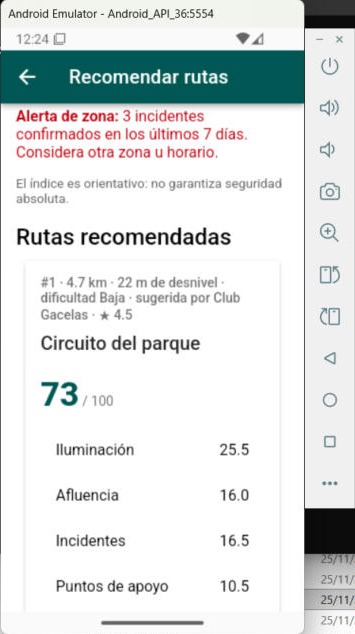 Android Emulator - Android_API_36:5554
12:24
Recomendar rutas
Alerta de zona: 3 incidentes
confirmados en los últimos 7 días.
Considera otra zona u horario.
El índice es orientativo: no garantiza seguridad
absoluta.
Rutas recomendadas
#1 · 4.7 km · 22 m de desnivel ·
dificultad Baja · sugerida por Club
Gacelas · ★ 4.5
Circuito del parque
73 / 100
Iluminación 25.5
Afluencia 16.0
Incidentes 16.5
Puntos de apoyo 10.5
25/11/
25/11/
25/11/
25/11/